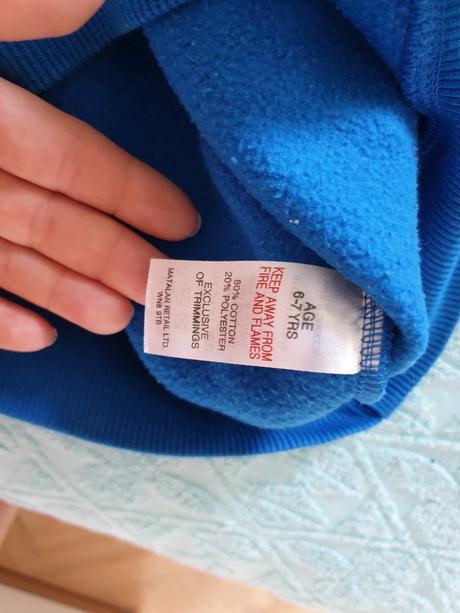 AGE
6-7 YRS
KEEP AWAY FROM
FIRE AND FLAMES
80% COTTON
20% POLYESTER
EXCLUSIVE
OF TRIMMINGS
MATALAN RETAIL LTD.
WN8 9TB